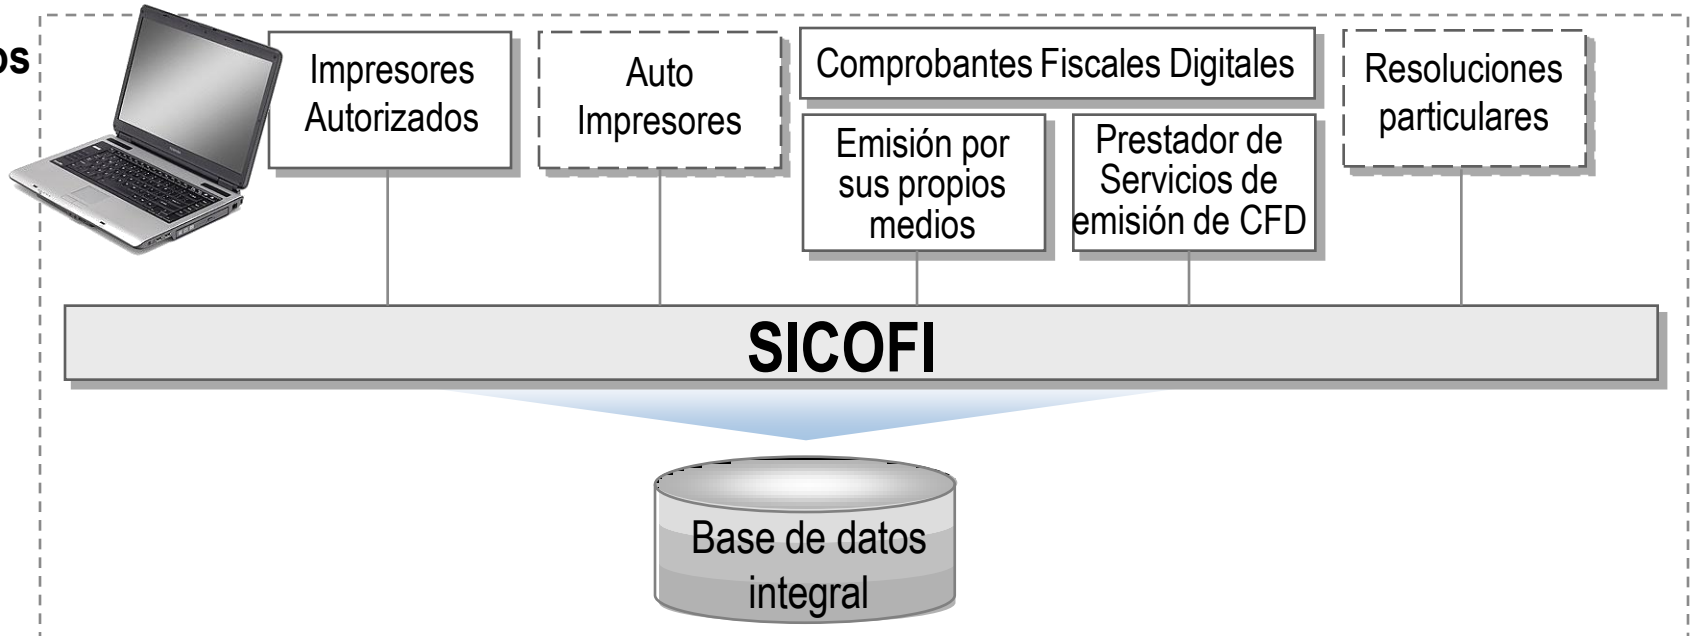 os
Impresores
Autorizados
Auto
Impresores
Comprobantes Fiscales Digitales
Emisión por
sus propios
medios
Prestador de
Servicios de
emisión de CFD
Resoluciones
particulares
SICOFI
Base de datos
integral